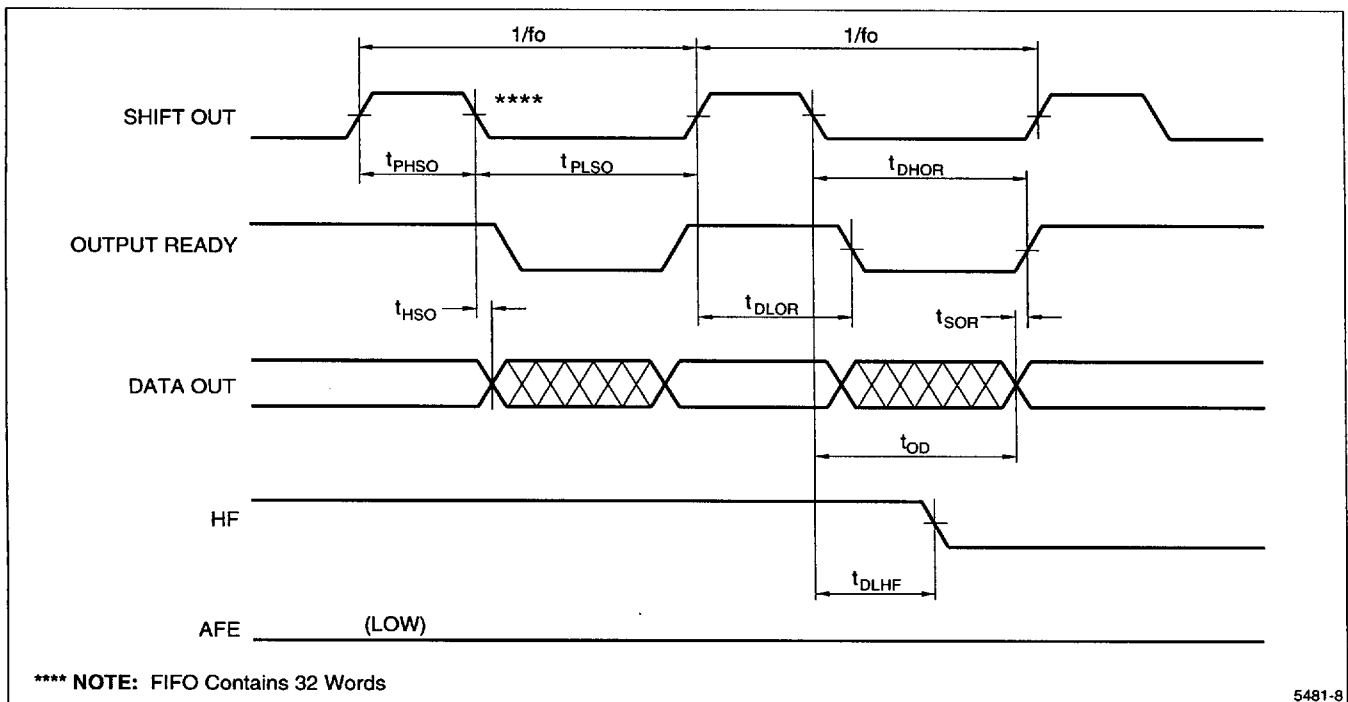 1/fo 1/fo
SHIFT OUT
****
tPHSO tPLSO tDHOR
OUTPUT READY
tHSO tDLOR tSOR
DATA OUT
tOD
HF
tDLHF
AFE (LOW)
**** NOTE: FIFO Contains 32 Words
5481-8